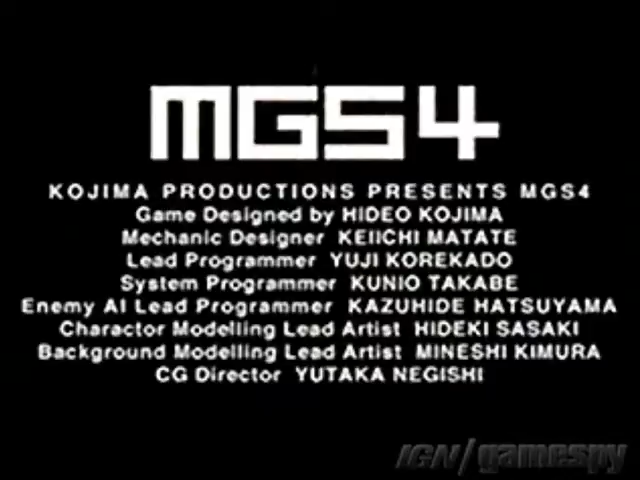 MGS4
KOJIMA PRODUCTIONS PRESENTS MGS4
Game Designed by HIDEO KOJIMA
Mechanic Designer KEIICHI MATATE
Lead Programmer YUJI KOREKADO
System Programmer KUNIO TAKABE
Enemy AI Lead Programmer KAZUHIDE HATSUYAMA
Charactor Modelling Lead Artist HIDEKI SASAKI
Background Modelling Lead Artist MINESHI KIMURA
CG Director YUTAKA NEGISHI
IGN/gamespy